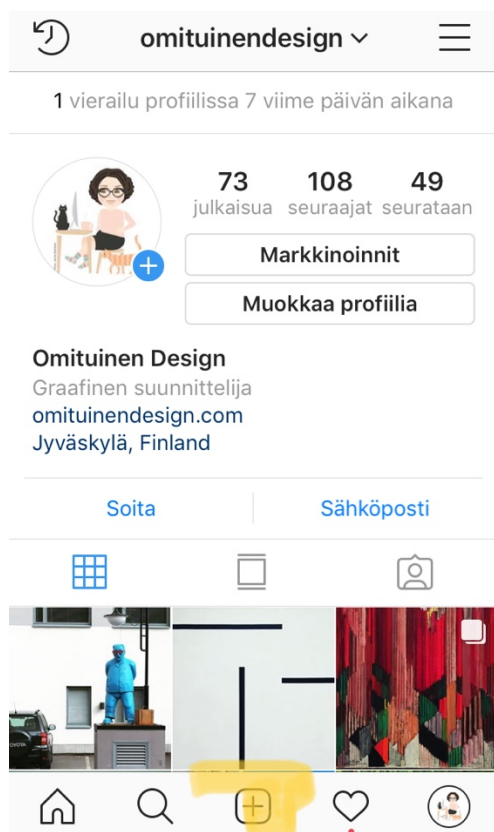 omituinendesign
1 vierailu profiilissa 7 viime päivän aikana
73 108 49
julkaisua seuraajat seurataan
Markkinoinnit
Muokkaa profiilia
Omituinen Design
Graafinen suunnittelija
omituinendesign.com
Jyväskylä, Finland
Soita Sähköposti
TOYOTA